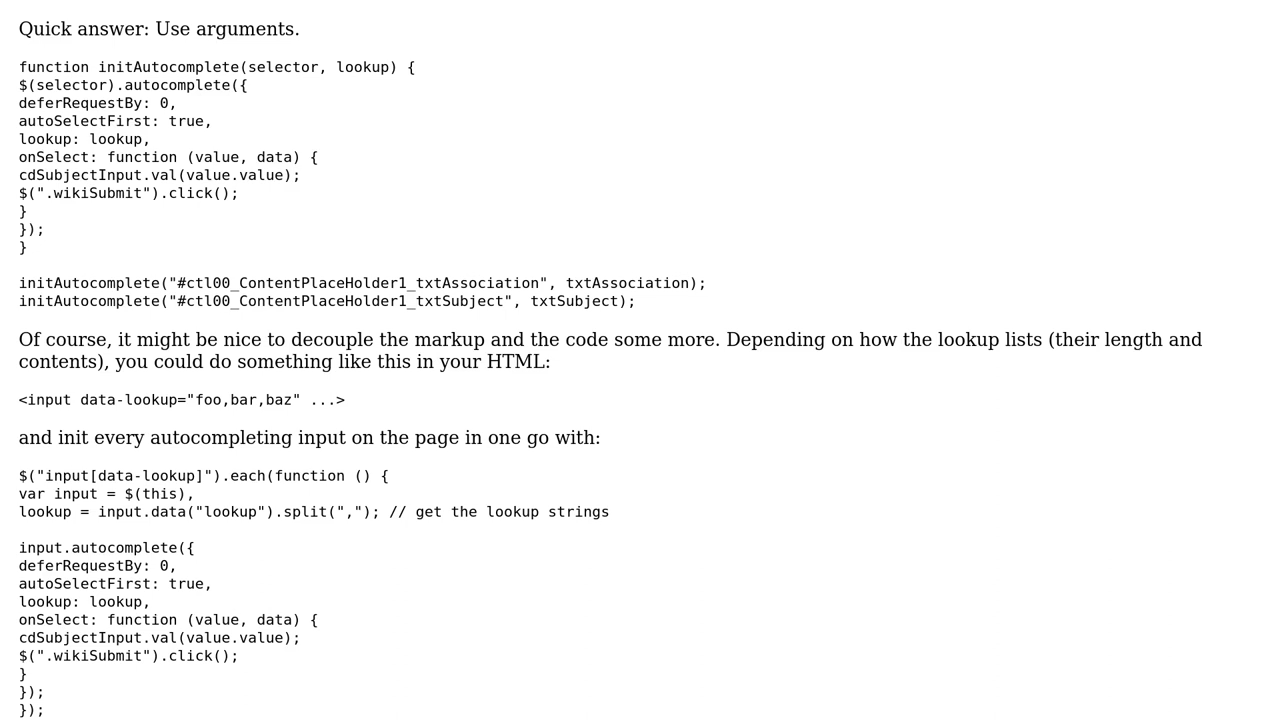 Quick answer: Use arguments.
function initAutocomplete(selector, lookup) {
$(selector).autocomplete({
deferRequestBy: 0,
autoSelectFirst: true,
lookup: lookup,
onSelect: function (value, data) {
cdSubjectInput.val(value.value);
$(".wikiSubmit").click();
}
});
}
initAutocomplete("#ctl00_ContentPlaceHolder1_txtAssociation", txtAssociation);
initAutocomplete("#ctl00_ContentPlaceHolder1_txtSubject", txtSubject);
Of course, it might be nice to decouple the markup and the code some more. Depending on how the lookup lists (their length and
contents), you could do something like this in your HTML:
<input data-lookup="foo,bar,baz" ...>
and init every autocompleting input on the page in one go with:
$("input[data-lookup]").each(function () {
var input = $(this),
lookup = input.data("lookup").split(","); // get the lookup strings
input.autocomplete({
deferRequestBy: 0,
autoSelectFirst: true,
lookup: lookup,
onSelect: function (value, data) {
cdSubjectInput.val(value.value);
$(".wikiSubmit").click();
}
});
});